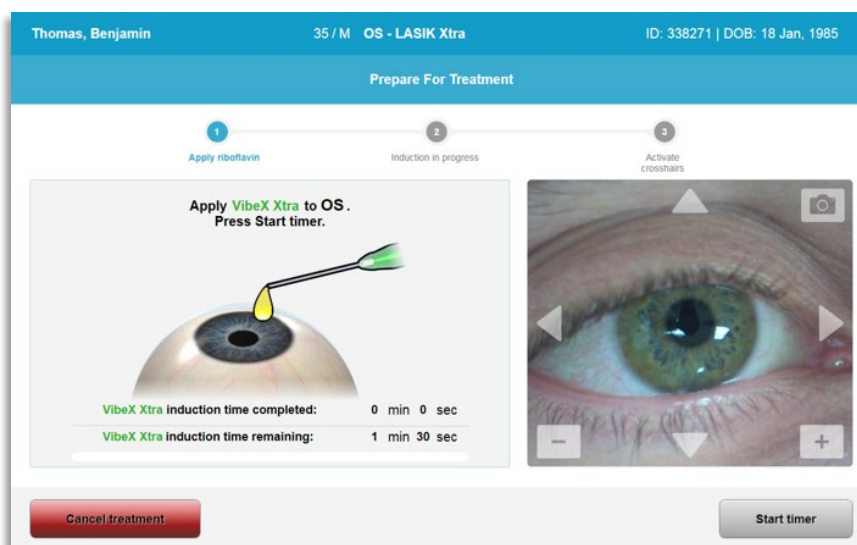 Thomas, Benjamin 35 / M OS - LASIK Xtra ID: 338271 | DOB: 18 Jan, 1985
Prepare For Treatment
1 2 3
Apply riboflavin Induction in progress Activate
crosshairs
Apply VibeX Xtra to OS.
Press Start timer.
VibeX Xtra induction time completed: 0 min 0 sec
VibeX Xtra induction time remaining: 1 min 30 sec
− +
Cancel treatment Start timer